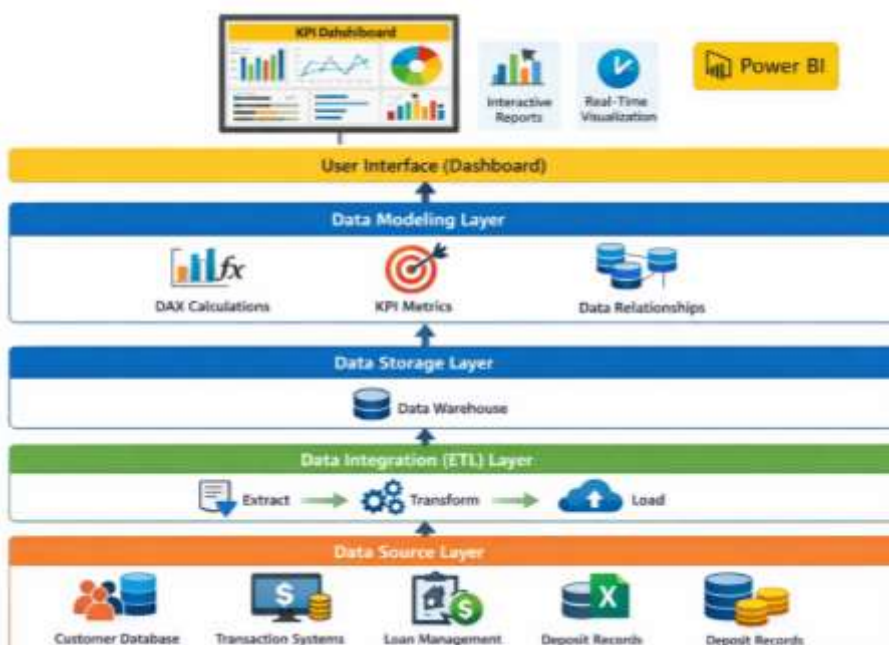 KPI Dahshiboard
Interactive
Reports
Real-Time
Visualization
Power BI
User Interface (Dashboard)
Data Modeling Layer
fx
DAX Calculations
KPI Metrics
Data Relationships
Data Storage Layer
Data Warehouse
Data Integration (ETL) Layer
Extract
Transform
Load
Data Source Layer
$
$
X
Customer Database
Transaction Systems
Loan Management
Deposit Records
Deposit Records